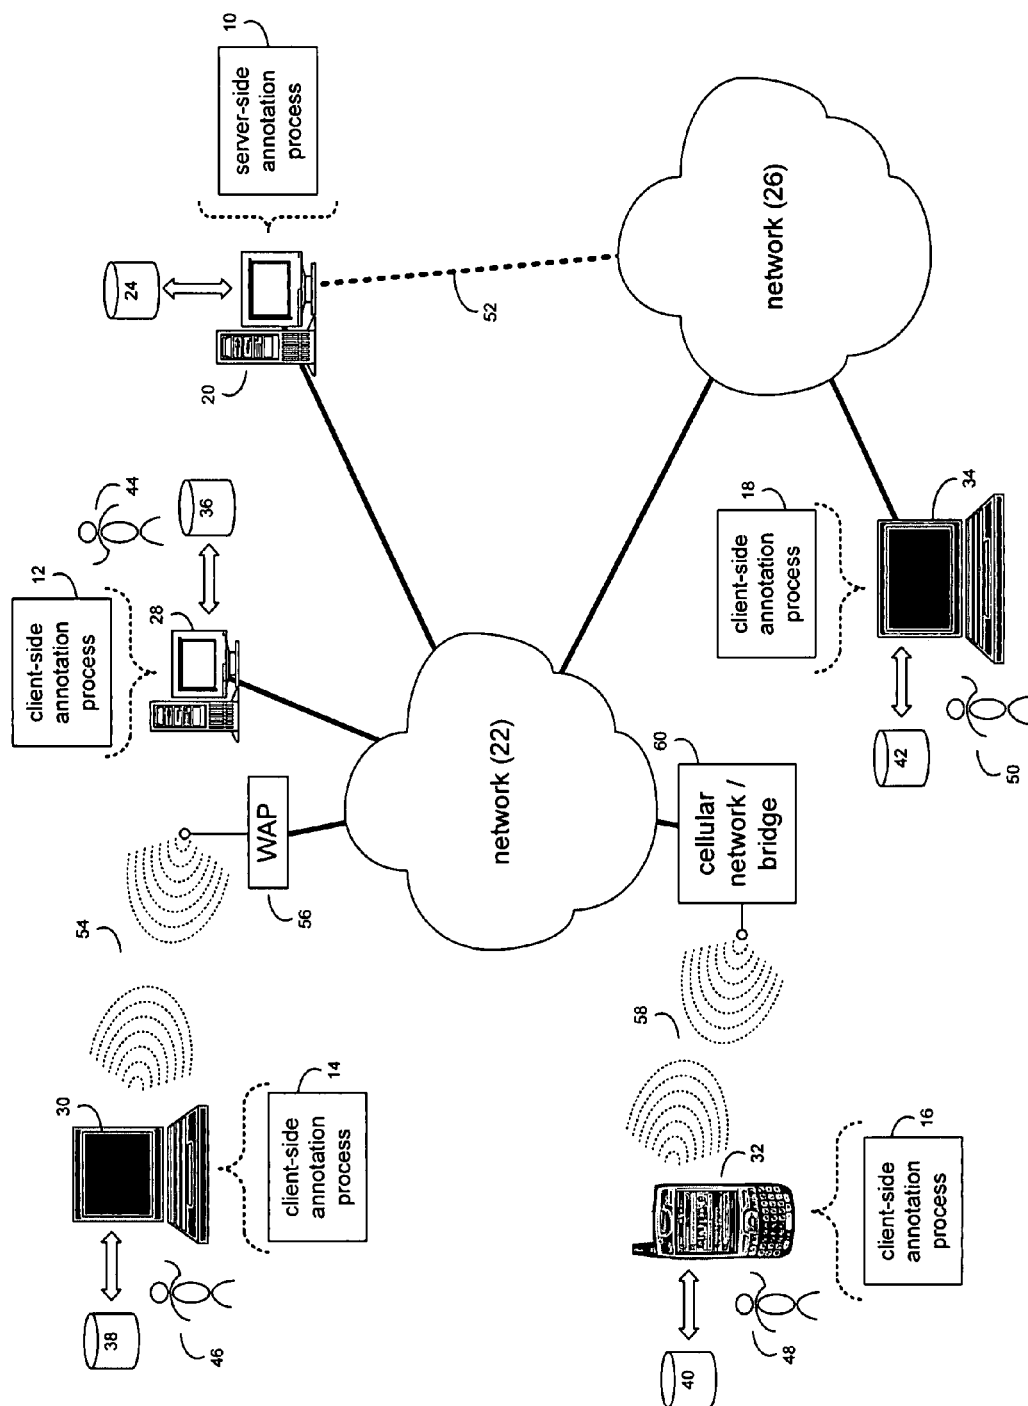 12
client-side
annotation
process
30
54
38
24
44
28
36
20
46
10
server-side
annotation
process
WAP
56
14
client-side
annotation
process
52
network (22)
58
60
cellular
network /
bridge
40
18
client-side
annotation
process
32
network (26)
48
16
client-side
annotation
process
42
34
50